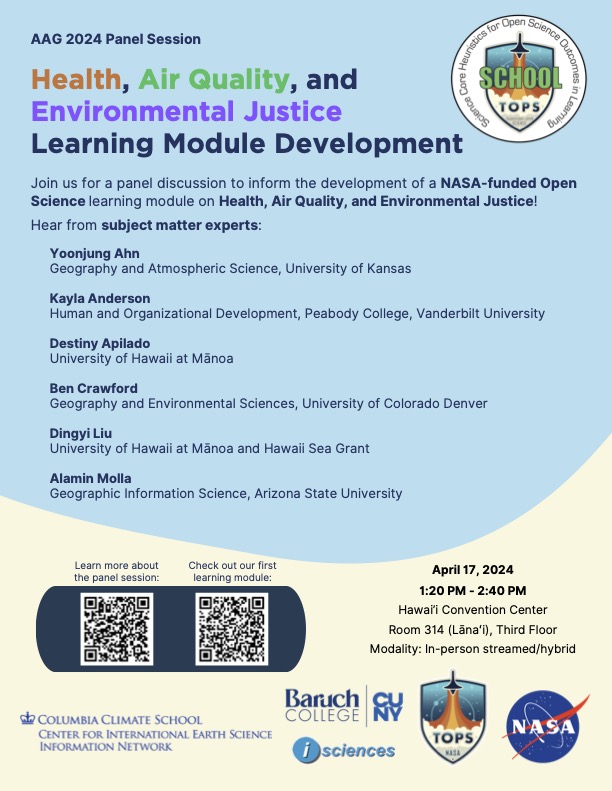 AAG 2024 Panel Session
Health, Air Quality, and
Environmental Justice
Learning Module Development
Science Core Heuristics for Open Science Outcomes in Learning
SCHOOL
TOPS
Join us for a panel discussion to inform the development of a NASA-funded Open
Science learning module on Health, Air Quality, and Environmental Justice!
Hear from subject matter experts:
Yoonjung Ahn
Geography and Atmospheric Science, University of Kansas
Kayla Anderson
Human and Organizational Development, Peabody College, Vanderbilt University
Destiny Apilado
University of Hawaii at Mānoa
Ben Crawford
Geography and Environmental Sciences, University of Colorado Denver
Dingyi Liu
University of Hawaii at Mānoa and Hawaii Sea Grant
Alamin Molla
Geographic Information Science, Arizona State University
Learn more about
the panel session:
Check out our first
learning module:
April 17, 2024
1:20 PM - 2:40 PM
Hawaiʻi Convention Center
Room 314 (Lānaʻi), Third Floor
Modality: In-person streamed/hybrid
COLUMBIA CLIMATE SCHOOL
CENTER FOR INTERNATIONAL EARTH SCIENCE
INFORMATION NETWORK
Baruch
COLLEGE
CU
NY
i sciences
TOPS
NASA
NASA